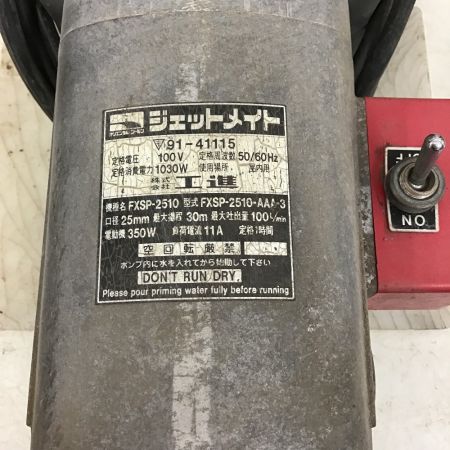 ジェットメイト
91-41115
定格電圧 100V 定格周波数 50/60Hz
定格消費電力 1030W 使用場所 屋内用
株式会社 工進
機種名 FXSP-2510 型式 FXSP-2510-AAA-3
口径 25mm 最大揚程 30m 最大吐出量 100L/min
電動機 350W 負荷電流 11A 定格 時間
空回転厳禁
ポンプ内に水を入れてから始動して下さい
DON'T RUN DRY.
Please pour priming water fully before running
OFF
ON